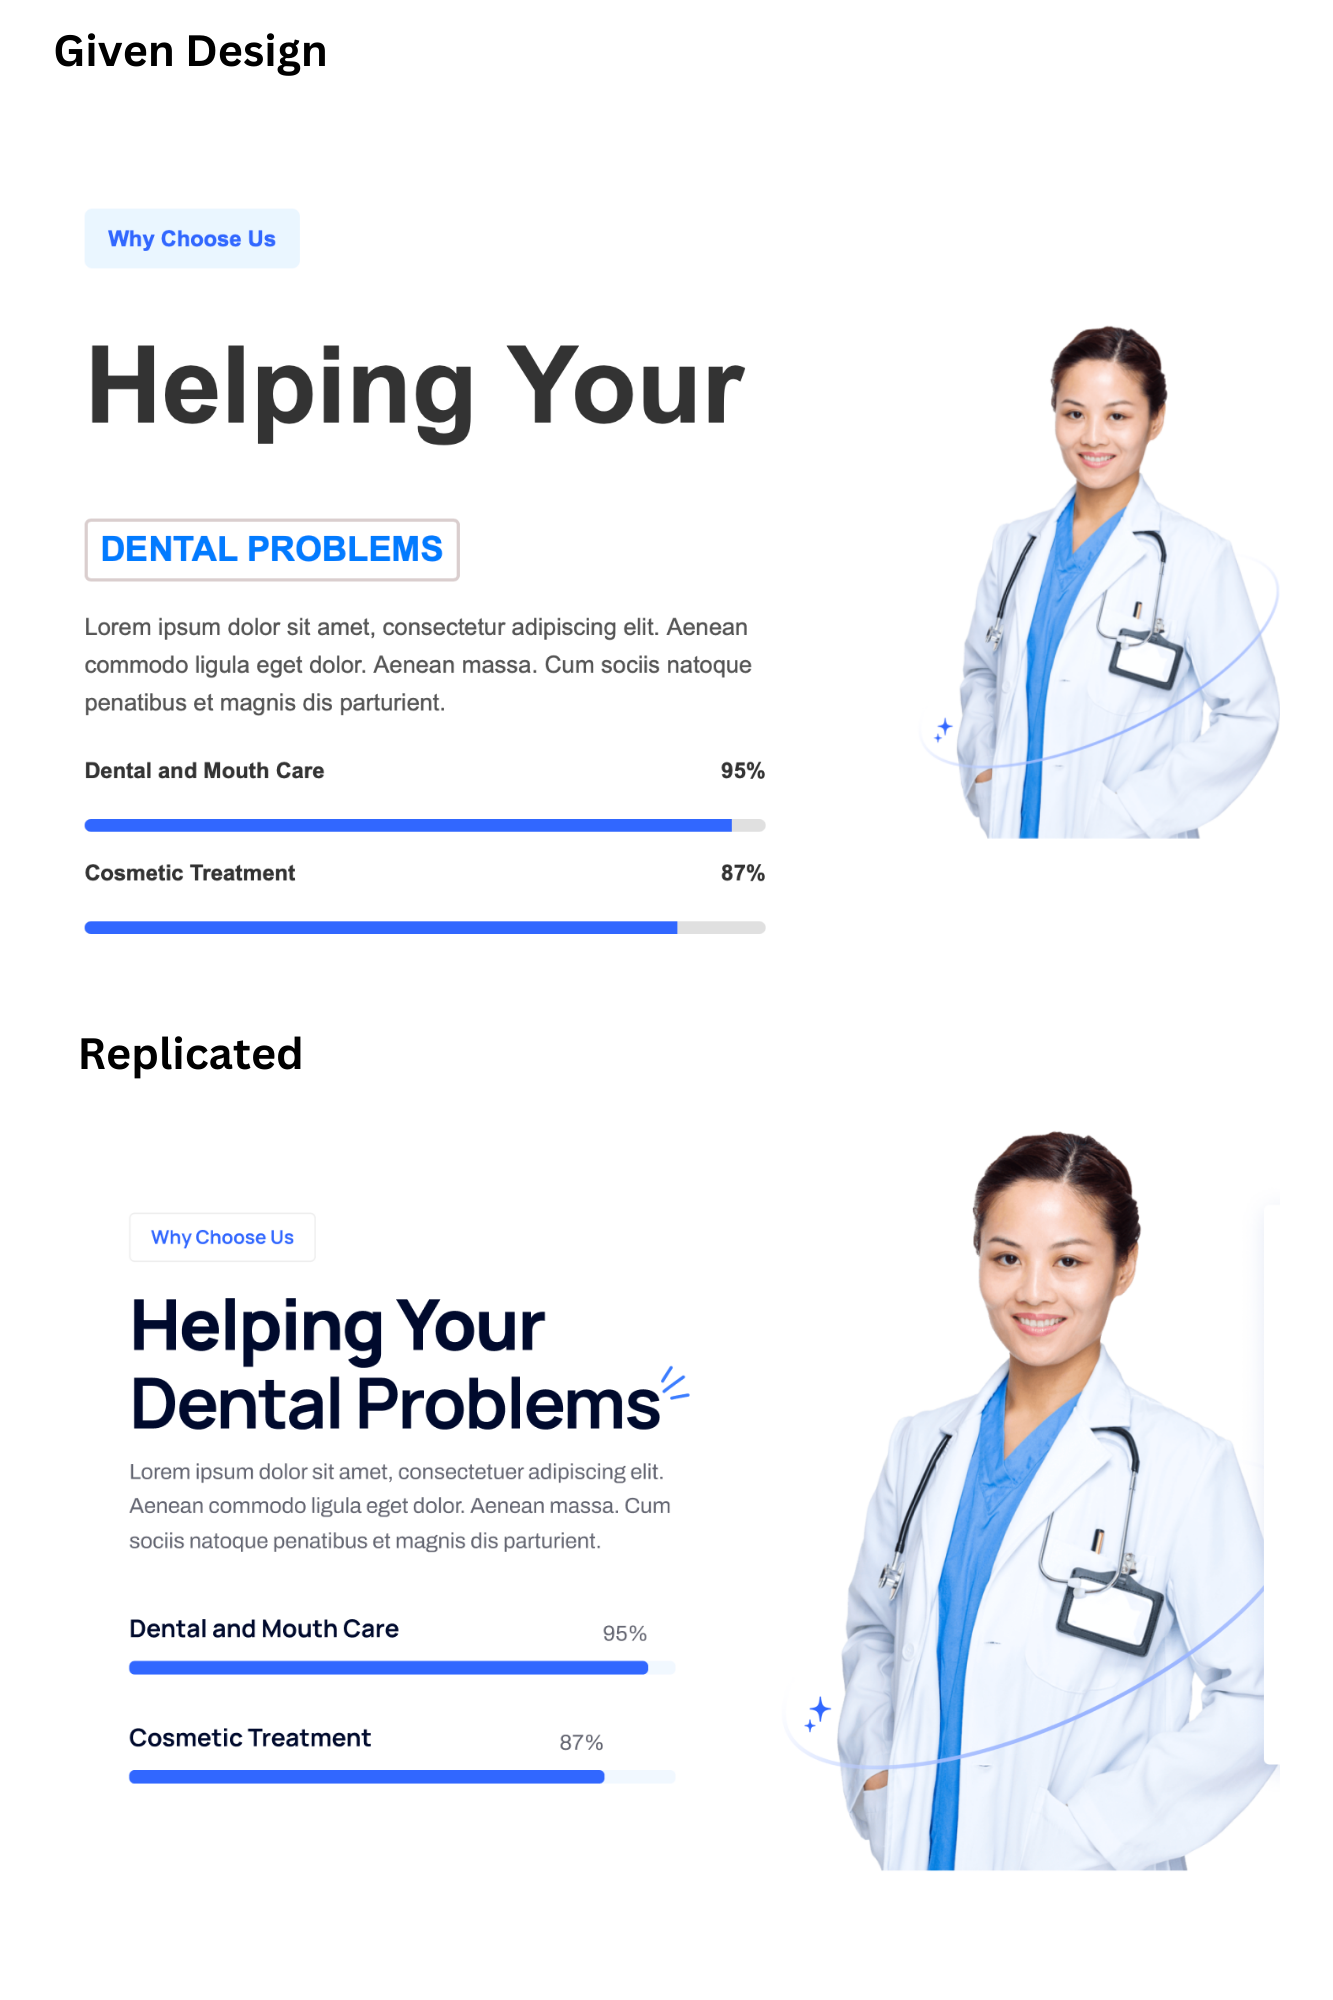 Given Design
Why Choose Us
Helping Your
DENTAL PROBLEMS
Lorem ipsum dolor sit amet, consectetur adipiscing elit. Aenean
commodo ligula eget dolor. Aenean massa. Cum sociis natoque
penatibus et magnis dis parturient.
Dental and Mouth Care 95%
Cosmetic Treatment 87%
Replicated
Why Choose Us
Helping Your
Dental Problems
Lorem ipsum dolor sit amet, consectetuer adipiscing elit.
Aenean commodo ligula eget dolor. Aenean massa. Cum
sociis natoque penatibus et magnis dis parturient.
Dental and Mouth Care 95%
Cosmetic Treatment 87%